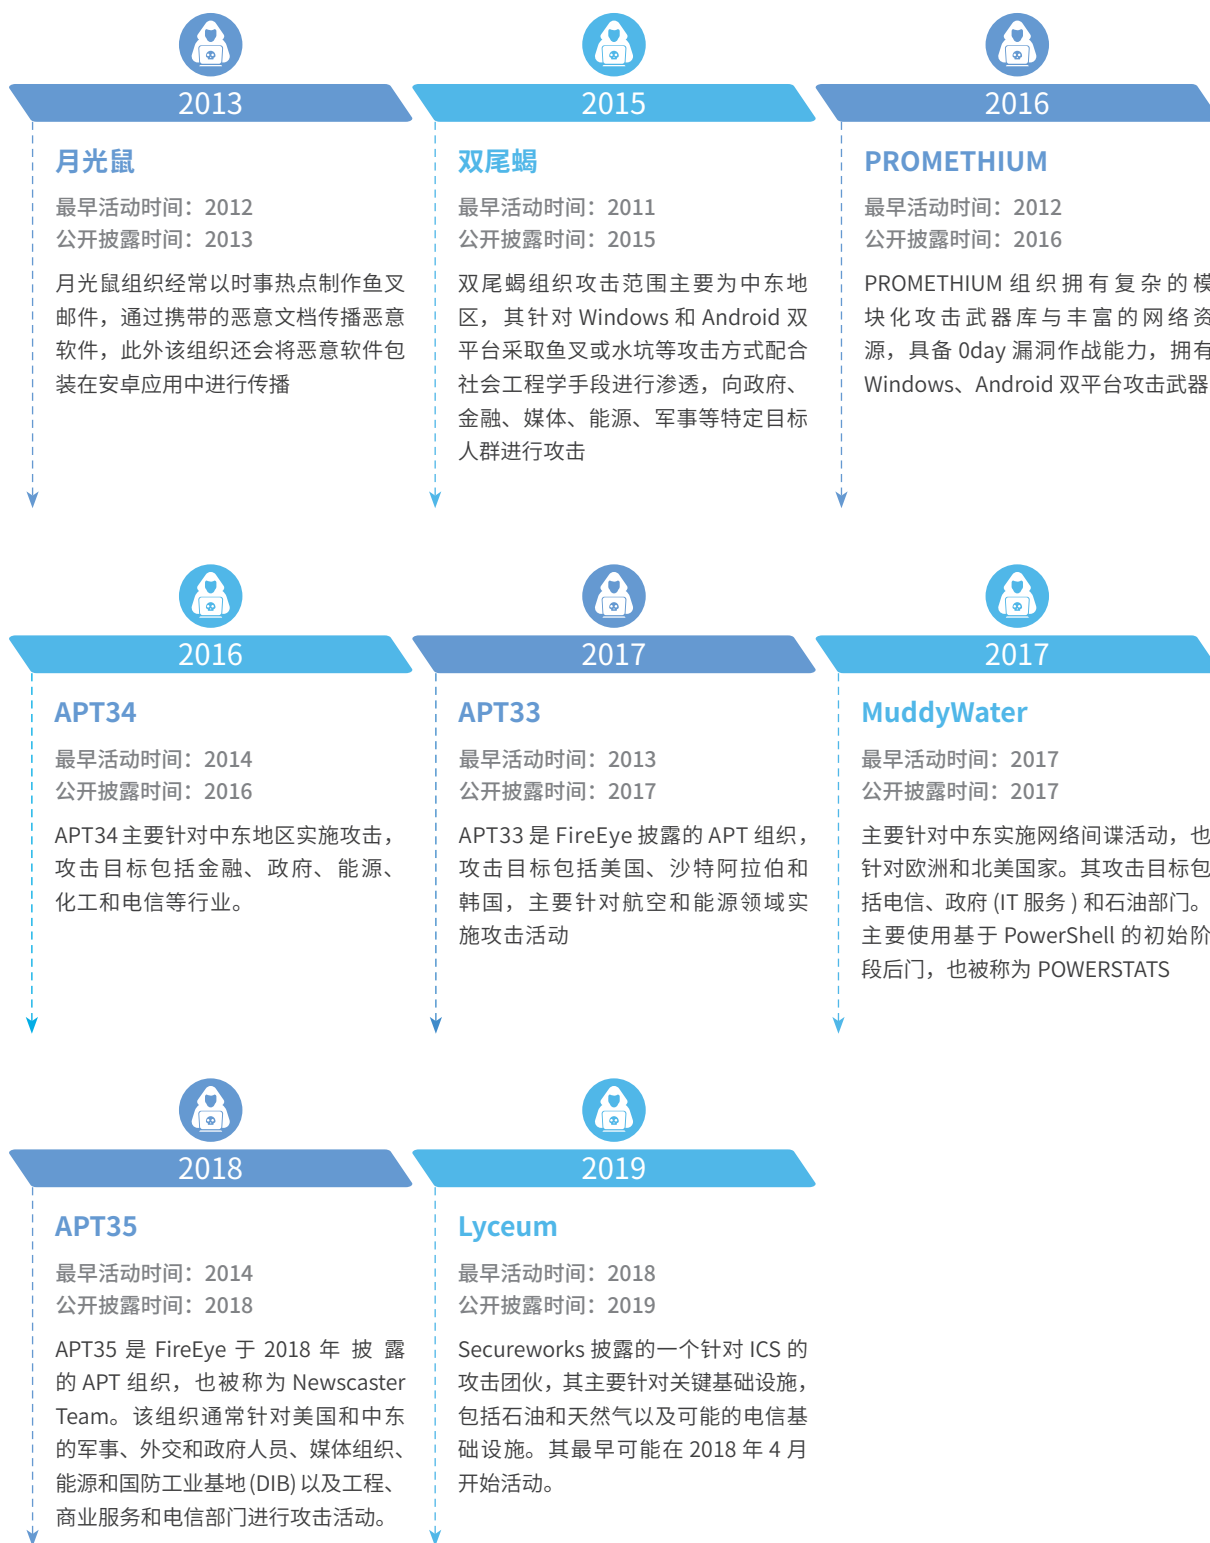 2013
月光鼠
最早活动时间：2012
公开披露时间：2013
月光鼠组织经常以时事热点制作鱼叉
邮件，通过携带的恶意文档传播恶意
软件，此外该组织还会将恶意软件包
装在安卓应用中进行传播
2015
双尾蝎
最早活动时间：2011
公开披露时间：2015
双尾蝎组织攻击范围主要为中东地
区，其针对 Windows 和 Android 双
平台采取鱼叉或水坑等攻击方式配合
社会工程学手段进行渗透，向政府、
金融、媒体、能源、军事等特定目标
人群进行攻击
2016
PROMETHIUM
最早活动时间：2012
公开披露时间：2016
PROMETHIUM 组织拥有复杂的模
块化攻击武器库与丰富的网络资
源，具备 0day 漏洞作战能力，拥有
Windows、Android 双平台攻击武器
2016
APT34
最早活动时间：2014
公开披露时间：2016
APT34 主要针对中东地区实施攻击，
攻击目标包括金融、政府、能源、
化工和电信等行业。
2017
APT33
最早活动时间：2013
公开披露时间：2017
APT33 是 FireEye 披露的 APT 组织，
攻击目标包括美国、沙特阿拉伯和
韩国，主要针对航空和能源领域实
施攻击活动
2017
MuddyWater
最早活动时间：2017
公开披露时间：2017
主要针对中东实施网络间谍活动，也
针对欧洲和北美国家。其攻击目标包
括电信、政府 (IT 服务 ) 和石油部门。
主要使用基于 PowerShell 的初始阶
段后门，也被称为 POWERSTATS
2018
APT35
最早活动时间：2014
公开披露时间：2018
APT35 是 FireEye 于 2018 年 披 露
的 APT 组织，也被称为 Newscaster
Team。该组织通常针对美国和中东
的军事、外交和政府人员、媒体组织、
能源和国防工业基地 (DIB) 以及工程、
商业服务和电信部门进行攻击活动。
2019
Lyceum
最早活动时间：2018
公开披露时间：2019
Secureworks 披露的一个针对 ICS 的
攻击团伙，其主要针对关键基础设施，
包括石油和天然气以及可能的电信基
础设施。其最早可能在 2018 年 4 月
开始活动。